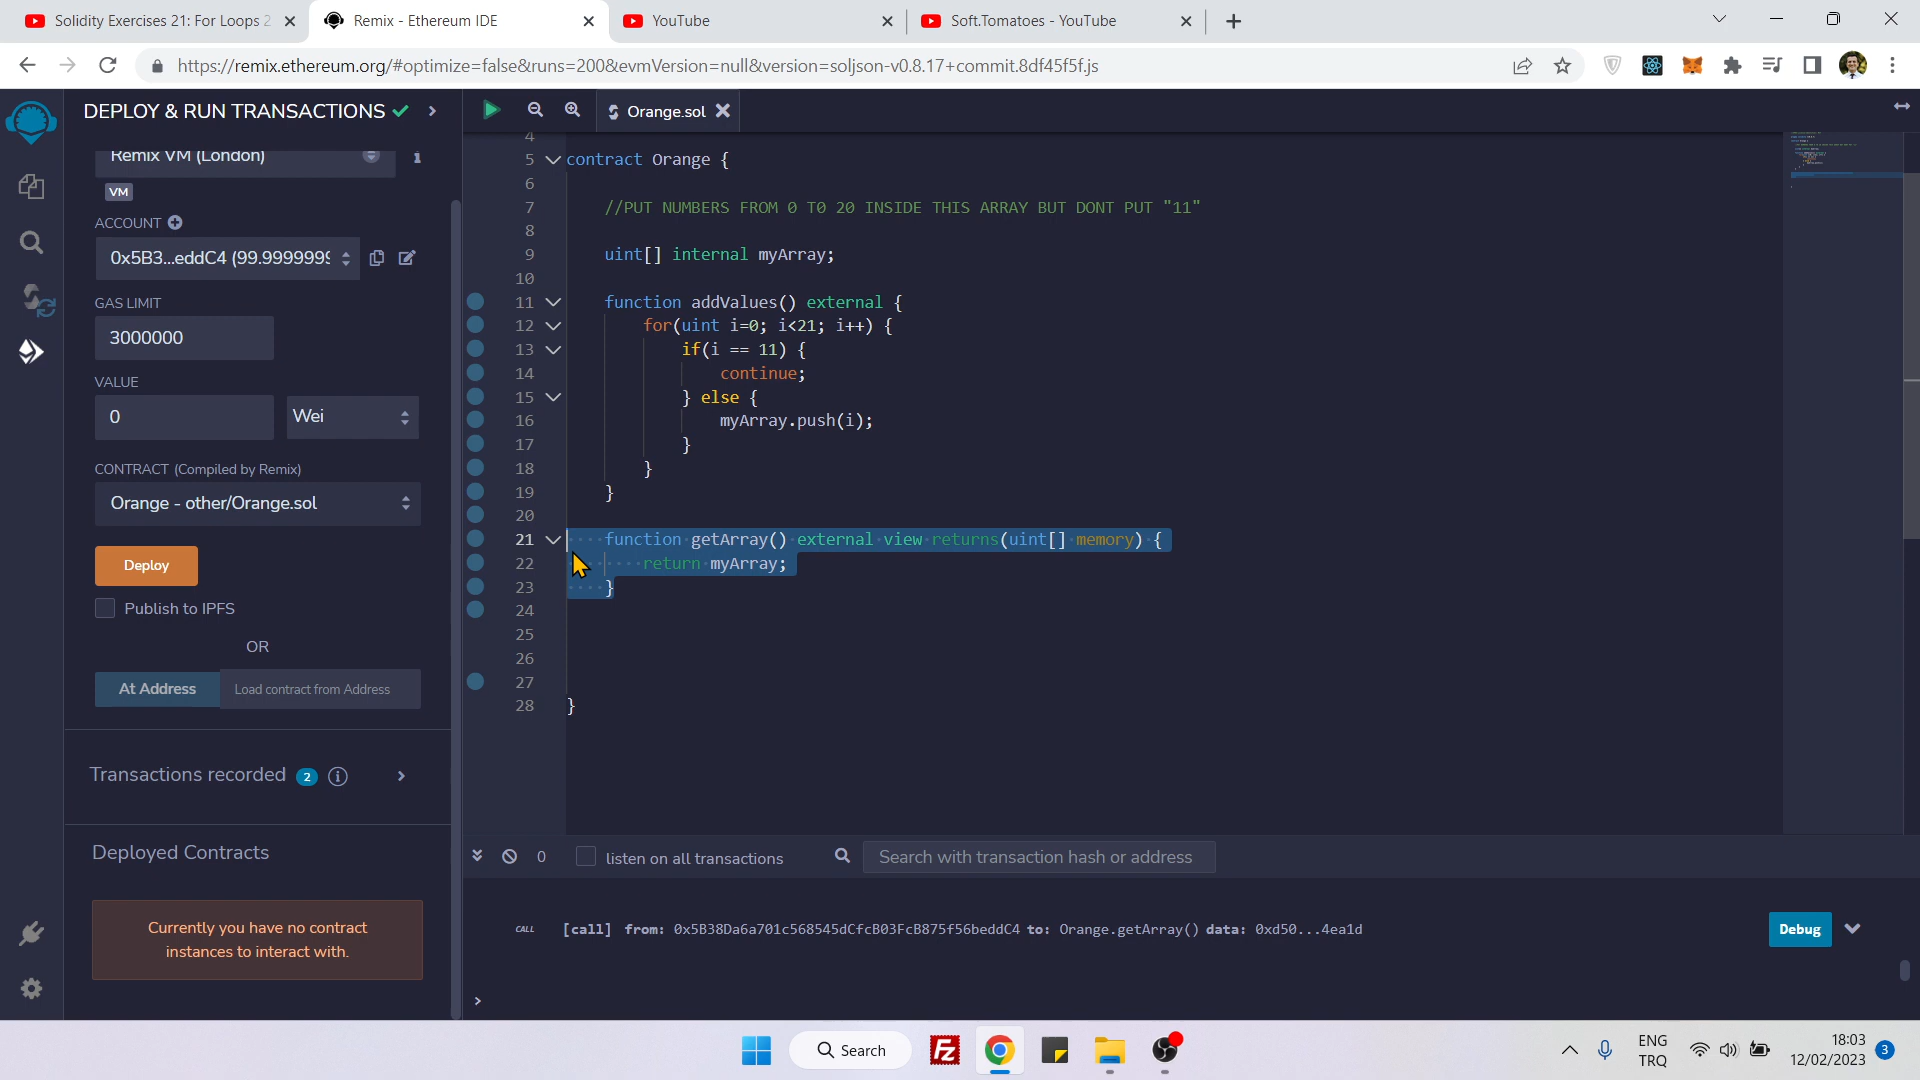 Solidity Exercises 21: For Loops 2
Remix - Ethereum IDE
YouTube
Soft.Tomatoes - YouTube
https://remix.ethereum.org/#optimize=false&runs=200&evmVersion=null&version=soljson-v0.8.17+commit.8df45f5f.js
DEPLOY & RUN TRANSACTIONS
Remix VM (London)
VM
ACCOUNT
0x5B3...eddC4 (99.9999999
GAS LIMIT
3000000
VALUE
0
Wei
CONTRACT (Compiled by Remix)
Orange - other/Orange.sol
Deploy
Publish to IPFS
OR
At Address
Load contract from Address
Transactions recorded 2
Deployed Contracts
Currently you have no contract
instances to interact with.
Orange.sol
4
5 contract Orange {
6
7 //PUT NUMBERS FROM 0 TO 20 INSIDE THIS ARRAY BUT DONT PUT "11"
8
9 uint[] internal myArray;
10
11 function addValues() external {
12 for(uint i=0; i<21; i++) {
13 if(i == 11) {
14 continue;
15 } else {
16 myArray.push(i);
17 }
18 }
19 }
20
21 function getArray() external view returns(uint[] memory) {
22 return myArray;
23 }
24
25
26
27
28 }
0
listen on all transactions
Search with transaction hash or address
CALL [call] from: 0x5B38Da6a701c568545dCfcB03FcB875f56beddC4 to: Orange.getArray() data: 0xd50...4ea1d
Debug
>
Search
ENG
TRQ
18:03
12/02/2023
3